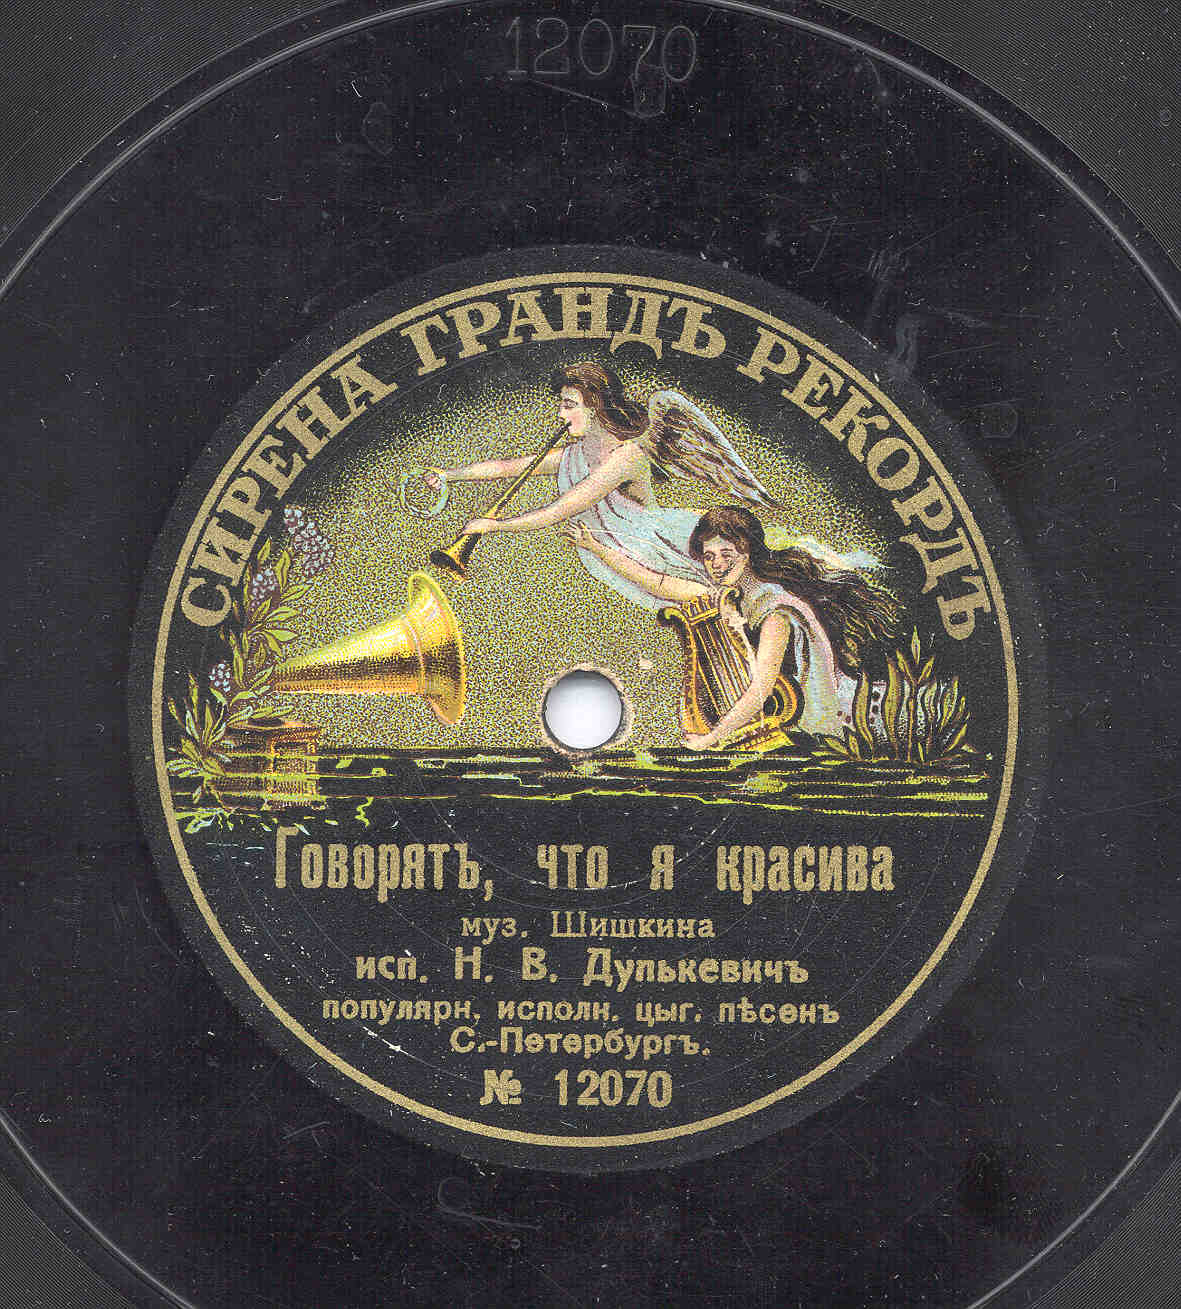 12070
СИРЕНА ГРАНДЪ РЕКОРДЪ
Говорятъ, что я красива
муз. Шишкина
исп. Н. В. Дулькевичъ
популярн. исполн. цыг. пѣсенъ
С.-Петербургъ.
№ 12070